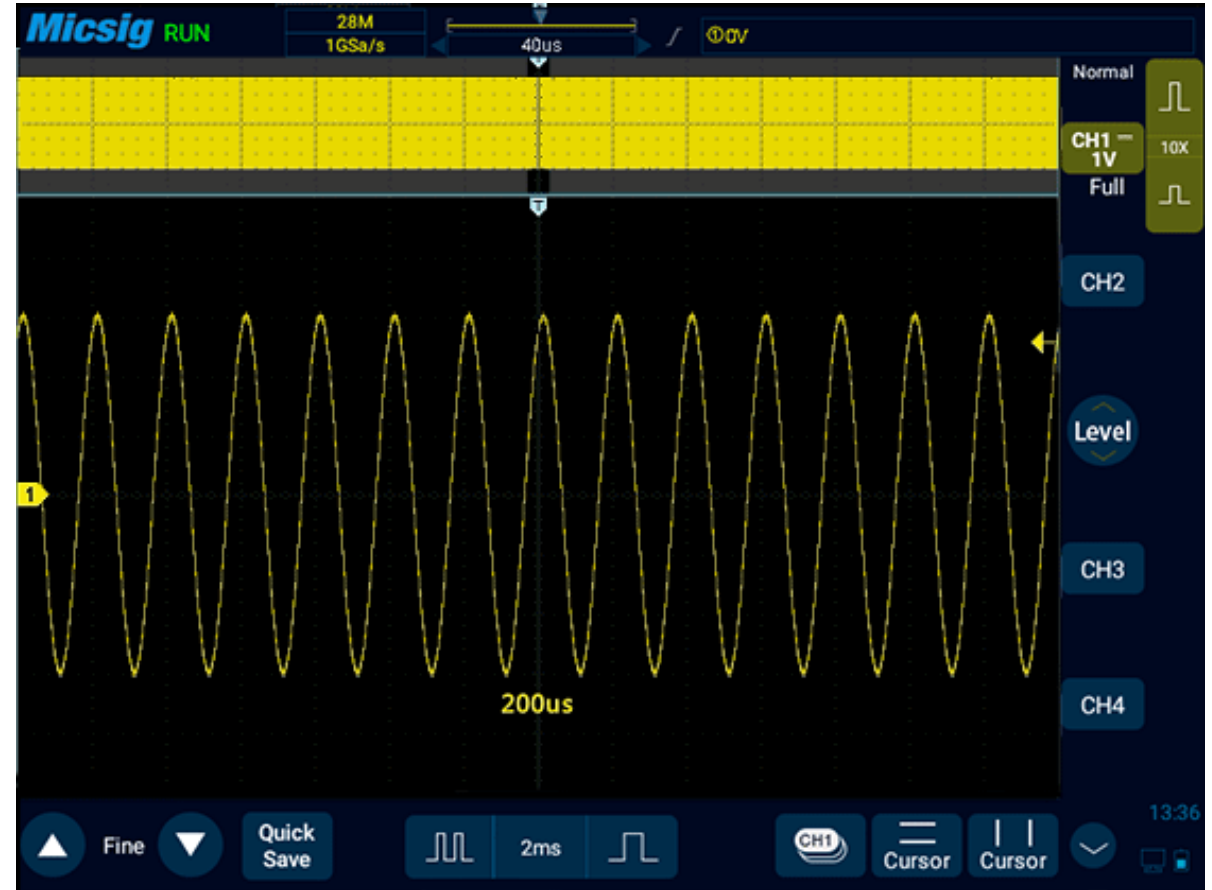 Micsig RUN
28M
1GSa/s
40us
①0V
Normal
CH1
1V
Full
10X
T
CH2
Level
1
CH3
200us
CH4
Fine
Quick
Save
2ms
CH1
Cursor
Cursor
13:36